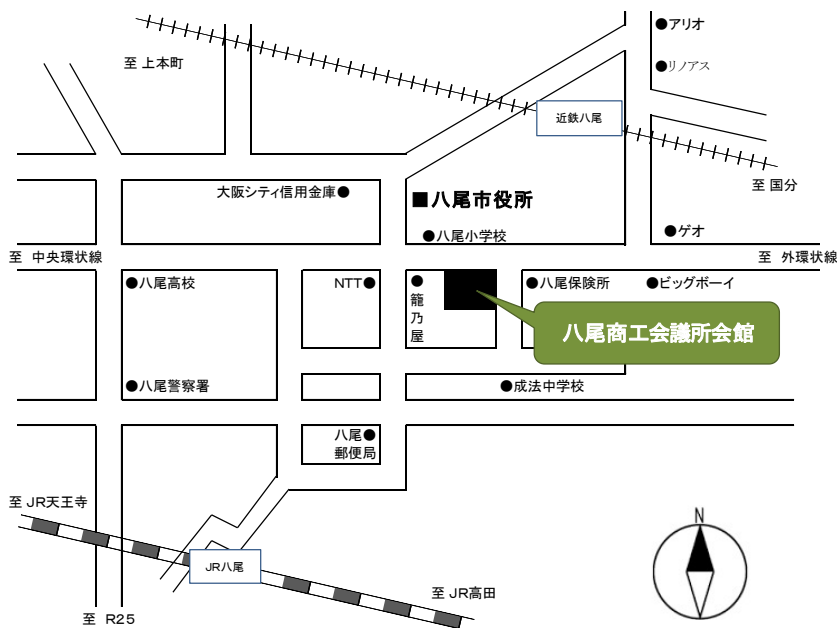 ●アリオ
至 上本町
●リノアス
近鉄八尾
至 国分
大阪シティ信用金庫●
■八尾市役所
●八尾小学校
●ゲオ
至 中央環状線
至 外環状線
●八尾高校
NTT●
●籠乃屋
●八尾保険所
●ビッグボーイ
八尾商工会議所会館
●八尾警察署
●成法中学校
八尾●
郵便局
至 JR天王寺
N
JR八尾
至 JR高田
至 R25